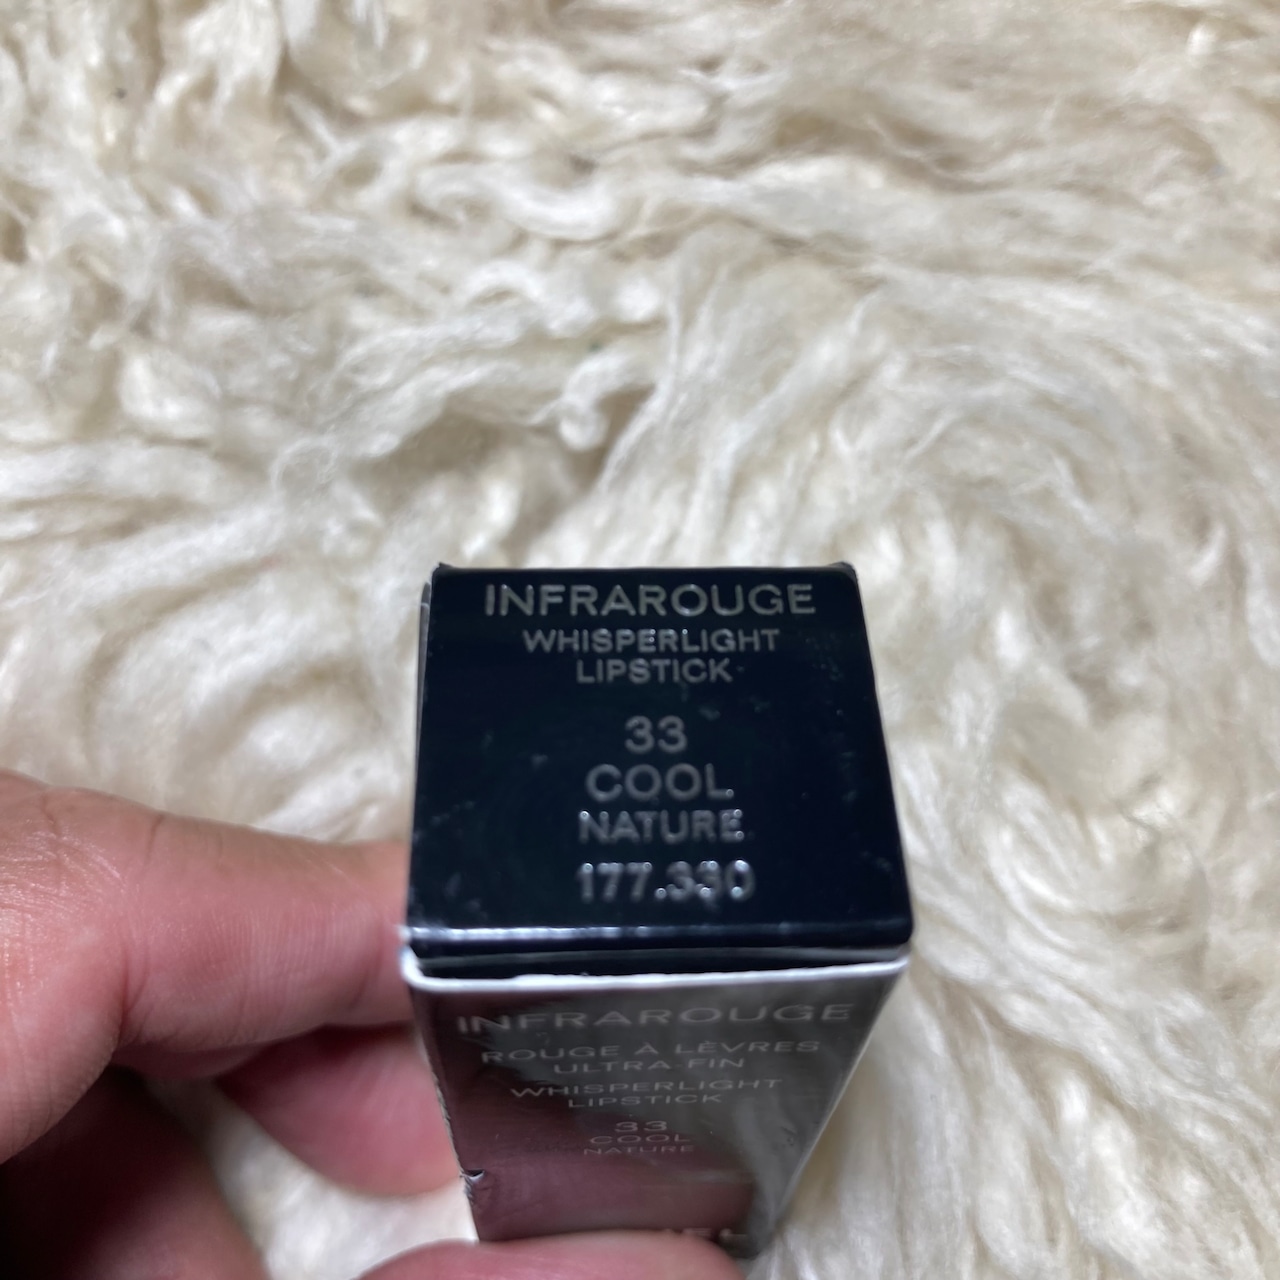 INFRAROUGE
WHISPERLIGHT
LIPSTICK
33
COOL
NATURE
177.330
INFRAROUGE
ROUGE À LÈVRES
ULTRA-FIN
WHISPERLIGHT
LIPSTICK
33
COOL
NATURE